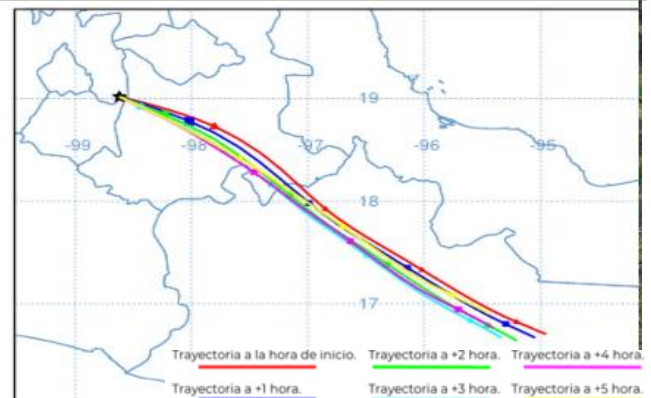 19
-99 -98 -97 -96 -95
18
17
Trayectoria a la hora de inicio. Trayectoria a +2 hora. Trayectoria a +4 hora.
Trayectoria a +1 hora. Trayectoria a +3 hora. Trayectoria a +5 hora.